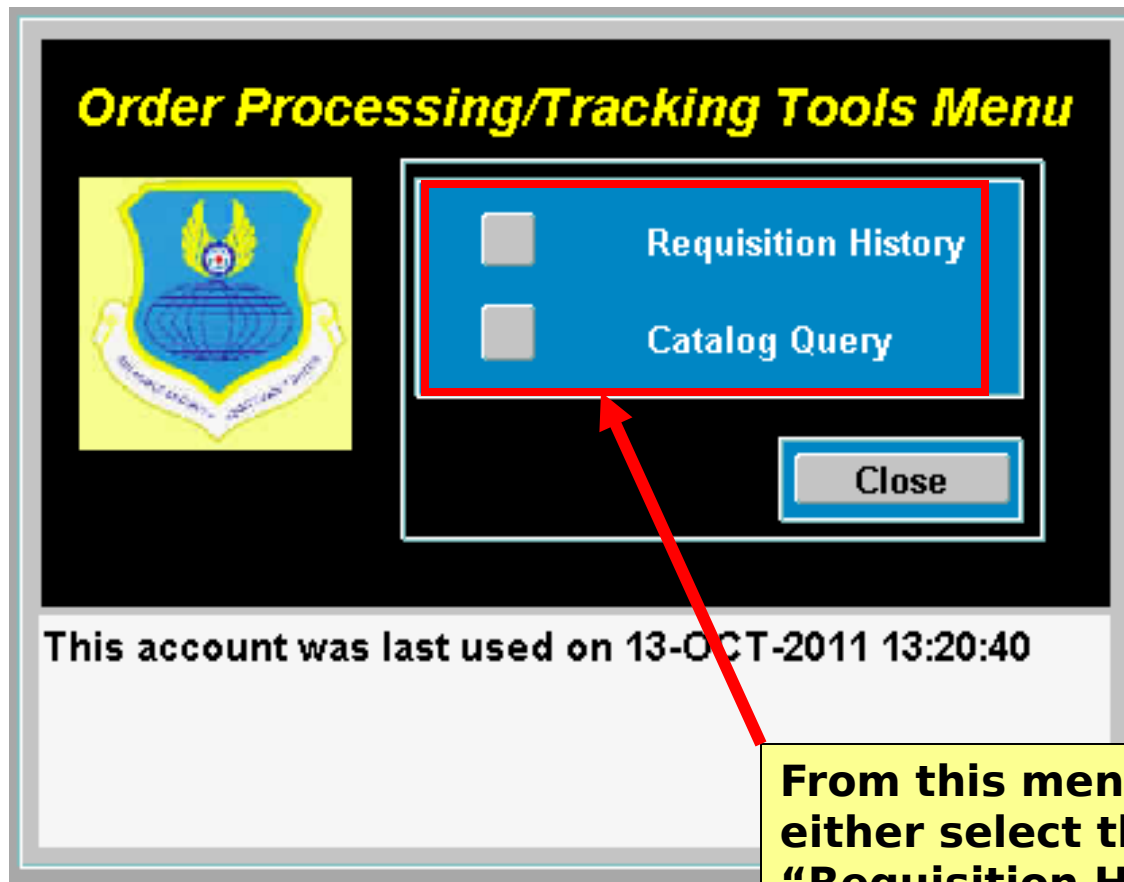 Order Processing/Tracking Tools Menu
Requisition History
Catalog Query
Close
This account was last used on 13-OCT-2011 13:20:40
From this men
either select th
"Requisition H